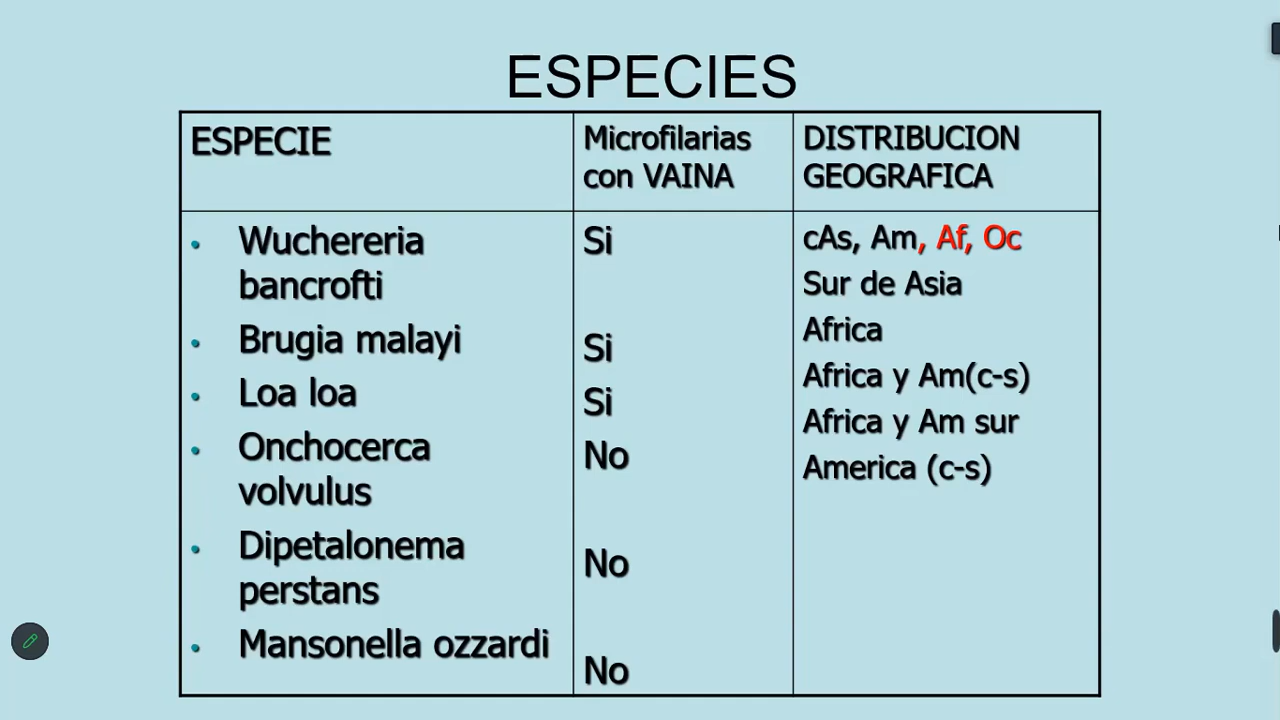 ESPECIES
ESPECIE
Microfilarias
con VAINA
DISTRIBUCION
GEOGRAFICA
• Wuchereria
bancrofti
• Brugia malayi
• Loa loa
• Onchocerca
volvulus
• Dipetalonema
perstans
• Mansonella ozzardi
Si
Si
Si
No
No
No
cAs, Am, Af, Oc
Sur de Asia
Africa
Africa y Am(c-s)
Africa y Am sur
America (c-s)